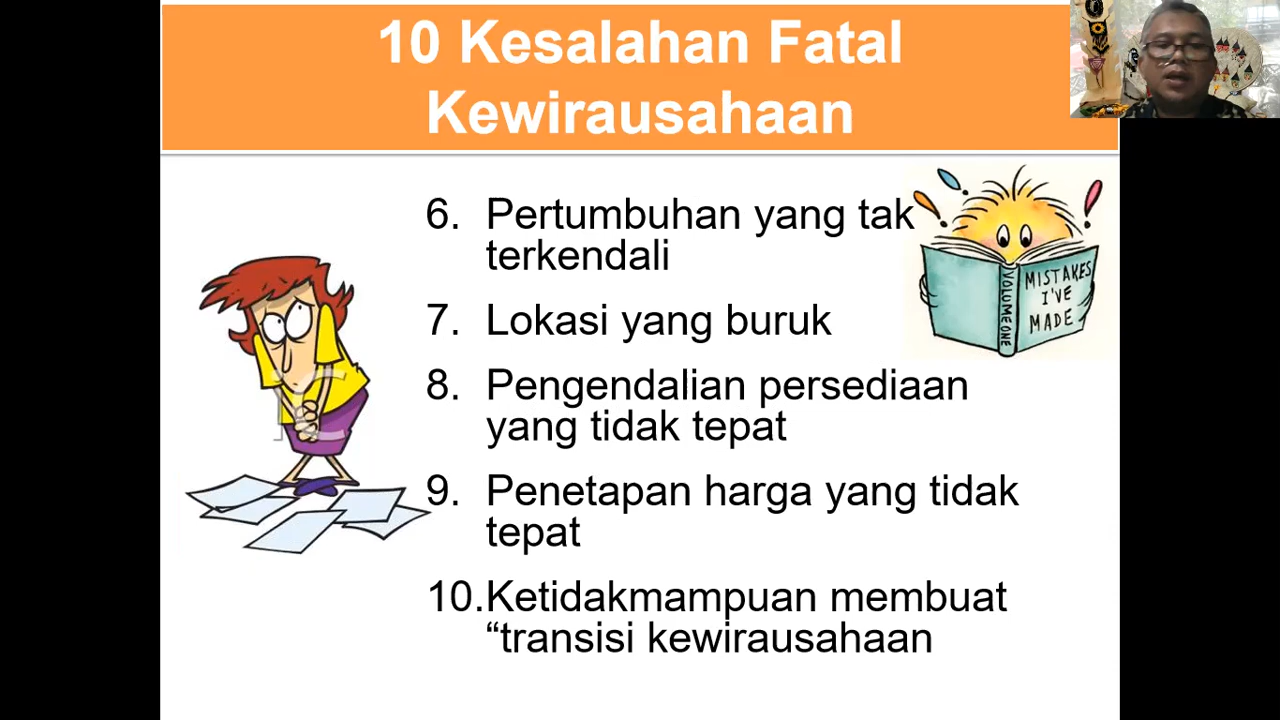 10 Kesalahan Fatal
Kewirausahaan
6. Pertumbuhan yang tak
terkendali
7. Lokasi yang buruk
8. Pengendalian persediaan
yang tidak tepat
9. Penetapan harga yang tidak
tepat
10.Ketidakmampuan membuat
“transisi kewirausahaan
VOLUME ONE
MISTAKES
I'VE
MADE